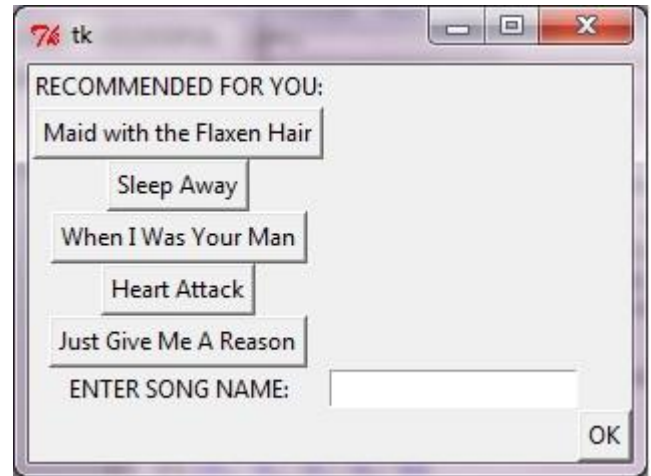 tk
RECOMMENDED FOR YOU:
Maid with the Flaxen Hair
Sleep Away
When I Was Your Man
Heart Attack
Just Give Me A Reason
ENTER SONG NAME:
OK